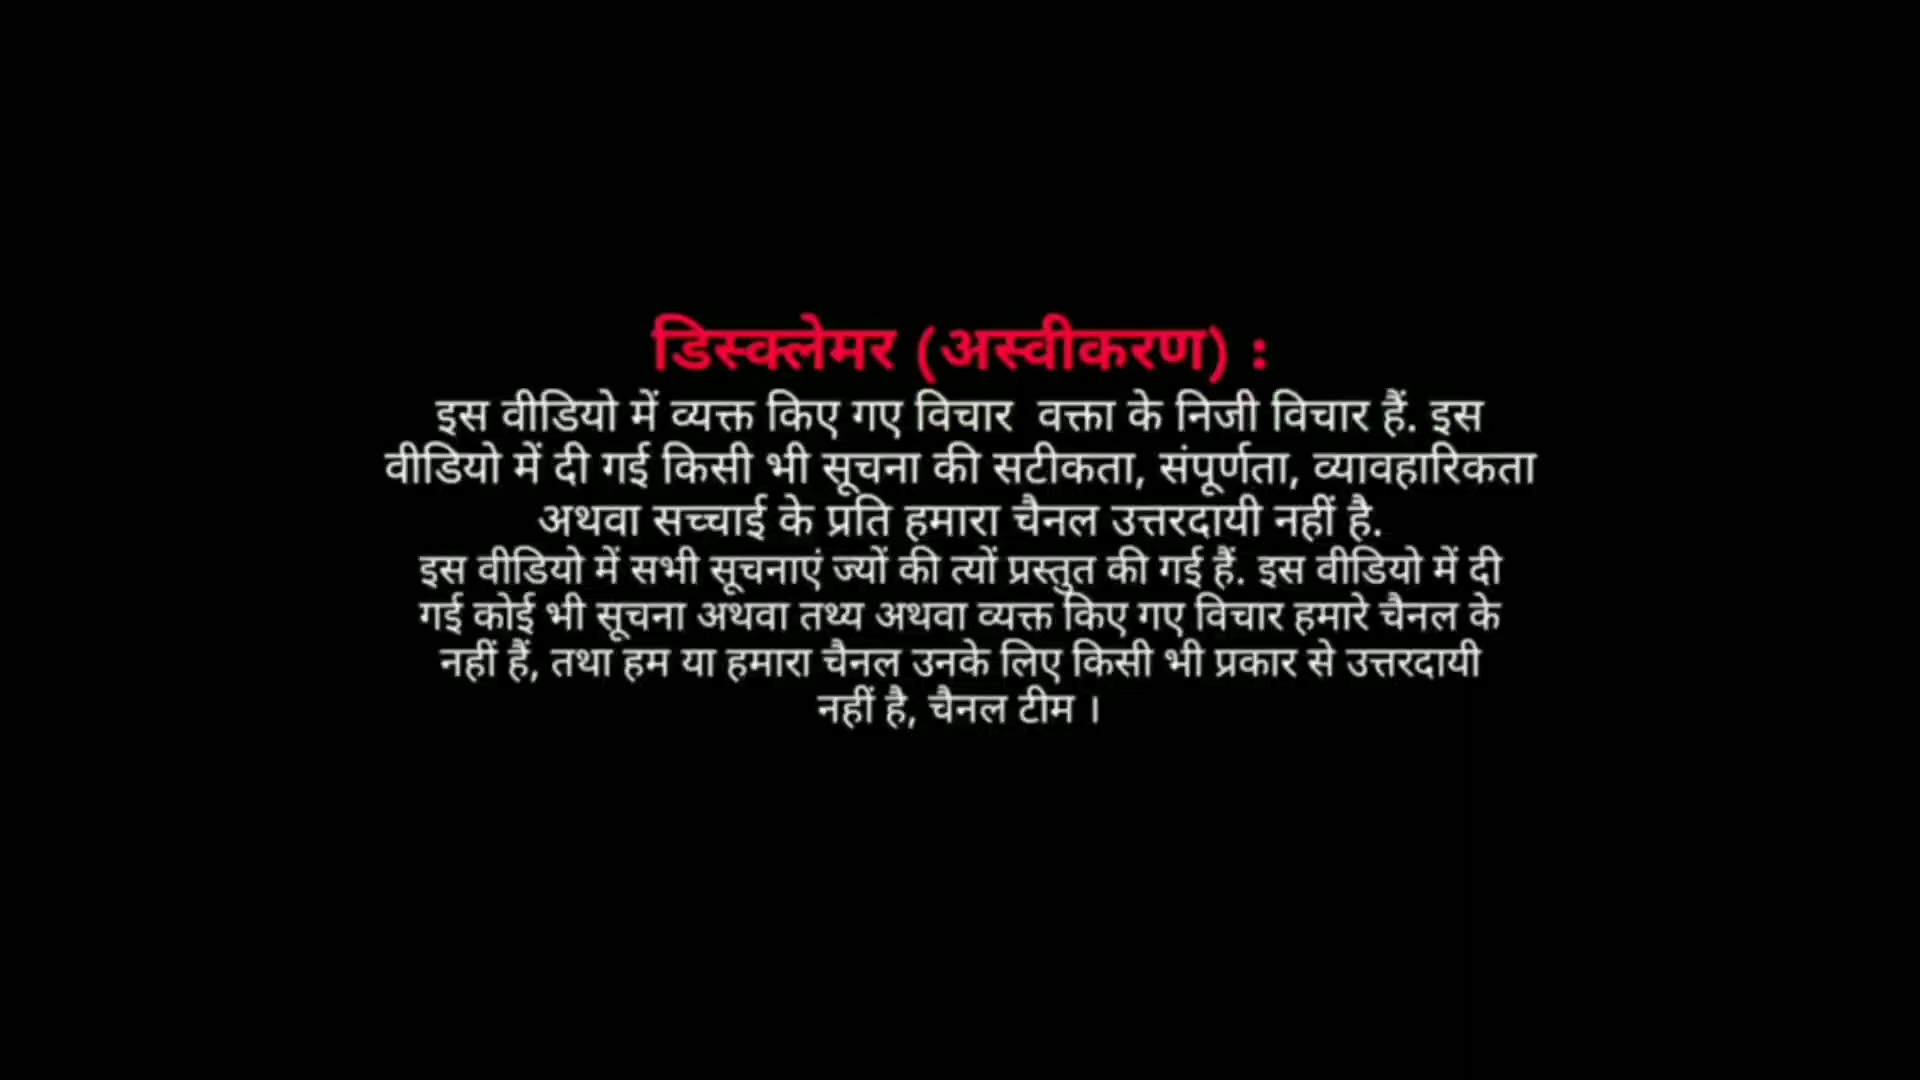 डिस्क्लेमर (अस्वीकरण) :
इस वीडियो में व्यक्त किए गए विचार वक्ता के निजी विचार हैं. इस
वीडियो में दी गई किसी भी सूचना की सटीकता, संपूर्णता, व्यावहारिकता
अथवा सच्चाई के प्रति हमारा चैनल उत्तरदायी नहीं है.
इस वीडियो में सभी सूचनाएं ज्यों की त्यों प्रस्तुत की गई हैं. इस वीडियो में दी
गई कोई भी सूचना अथवा तथ्य अथवा व्यक्त किए गए विचार हमारे चैनल के
नहीं हैं, तथा हम या हमारा चैनल उनके लिए किसी भी प्रकार से उत्तरदायी
नहीं है, चैनल टीम ।